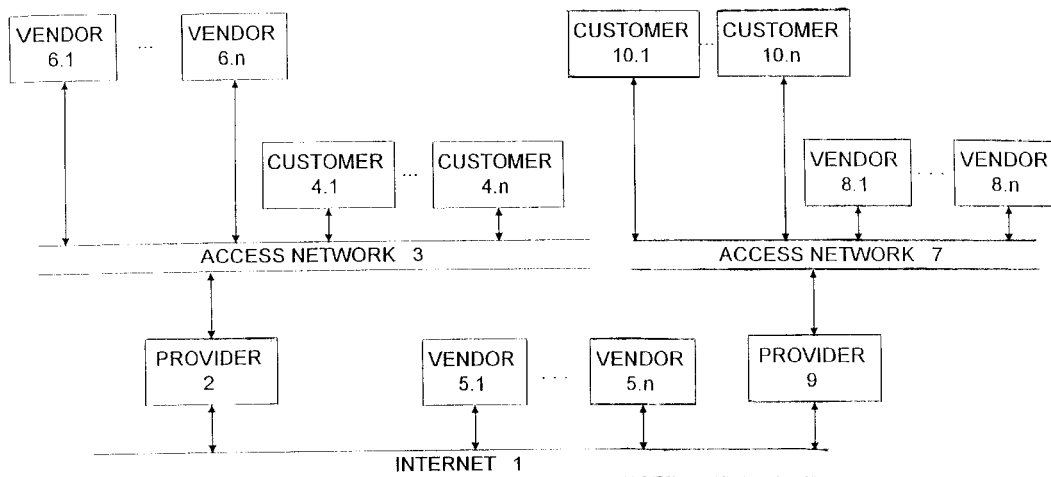 VENDOR
6.1
...
VENDOR
6.n
CUSTOMER
10.1
...
CUSTOMER
10.n
CUSTOMER
4.1
...
CUSTOMER
4.n
VENDOR
8.1
...
VENDOR
8.n
ACCESS NETWORK 3
ACCESS NETWORK 7
PROVIDER
2
VENDOR
5.1
...
VENDOR
5.n
PROVIDER
9
INTERNET 1